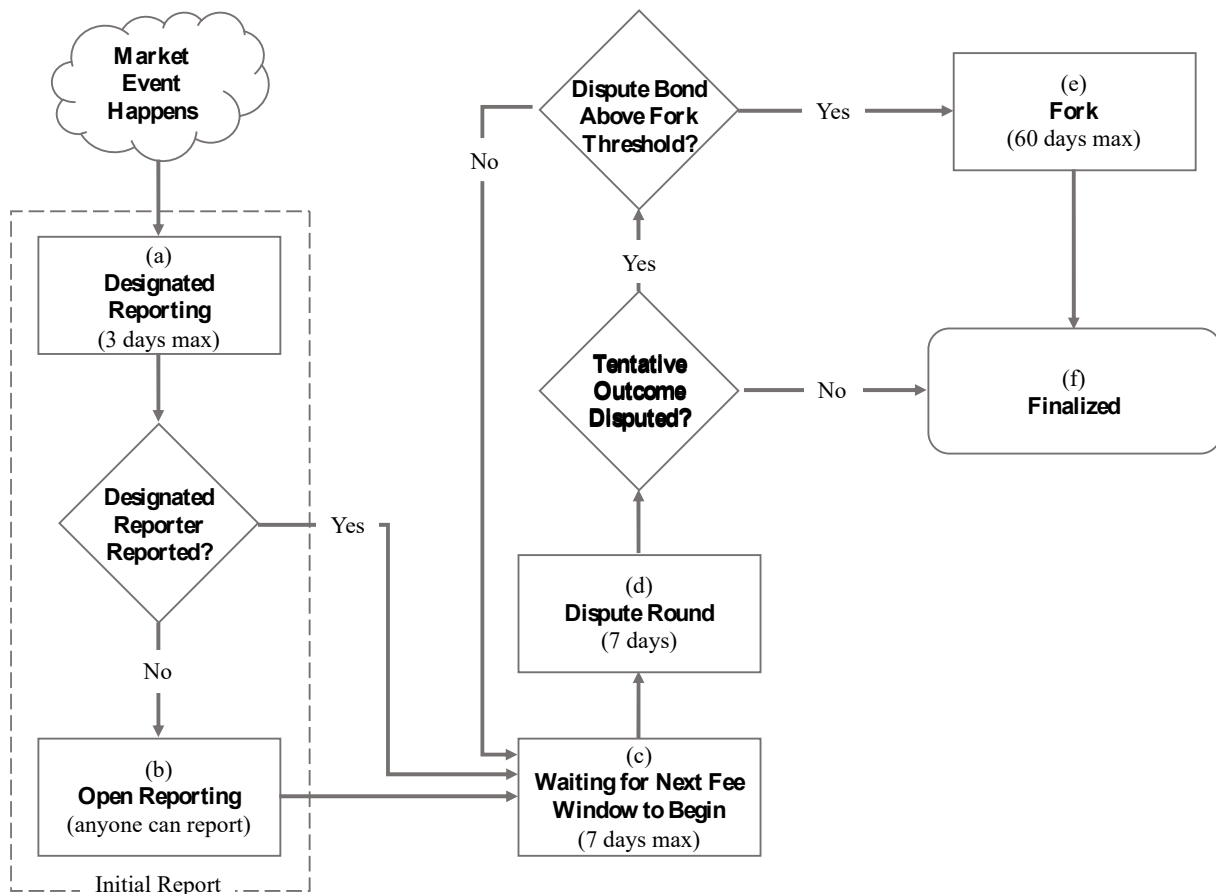 Market
Event
Happens
(a)
Designated
Reporting
(3 days max)
Designated
Reporter
Reported?
Yes
No
(b)
Open Reporting
(anyone can report)
Initial Report
(c)
Waiting for Next Fee
Window to Begin
(7 days max)
(d)
Dispute Round
(7 days)
Tentative
Outcome
Disputed?
Yes
No
Dispute Bond
Above Fork
Threshold?
No
Yes
(e)
Fork
(60 days max)
(f)
Finalized